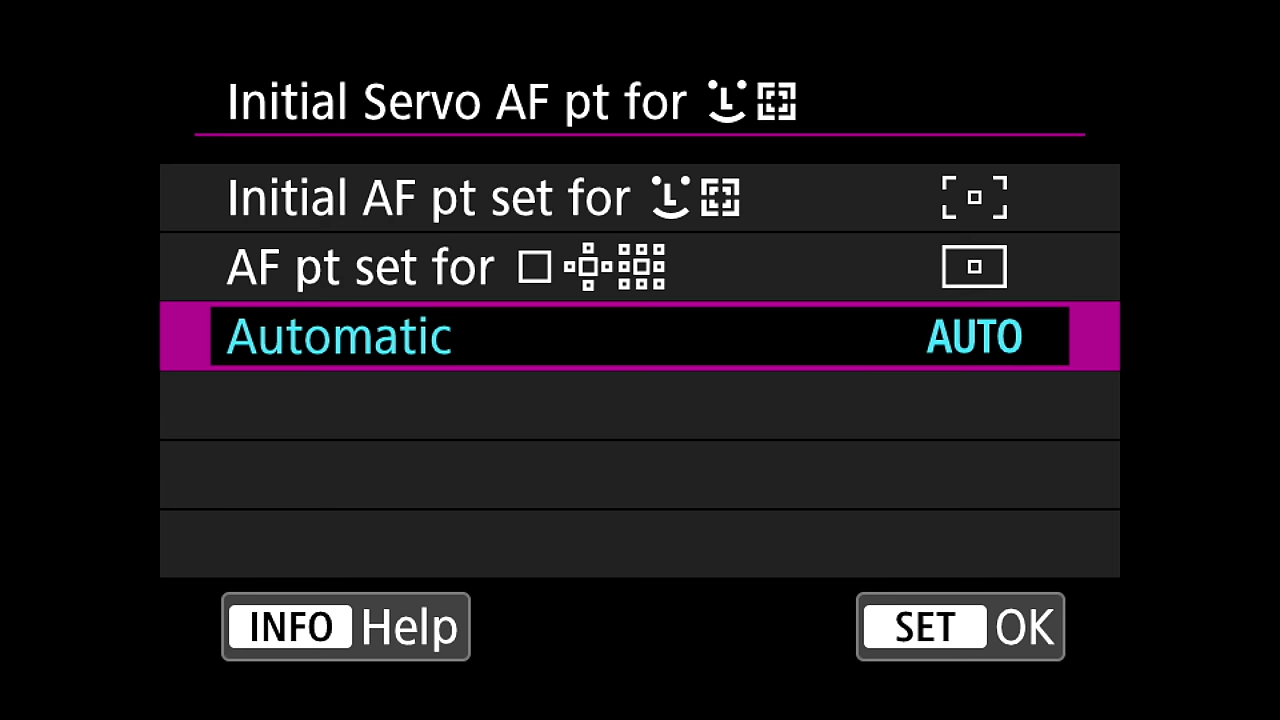 Initial Servo AF pt for
Initial AF pt set for
AF pt set for
Automatic AUTO
INFO Help SET OK